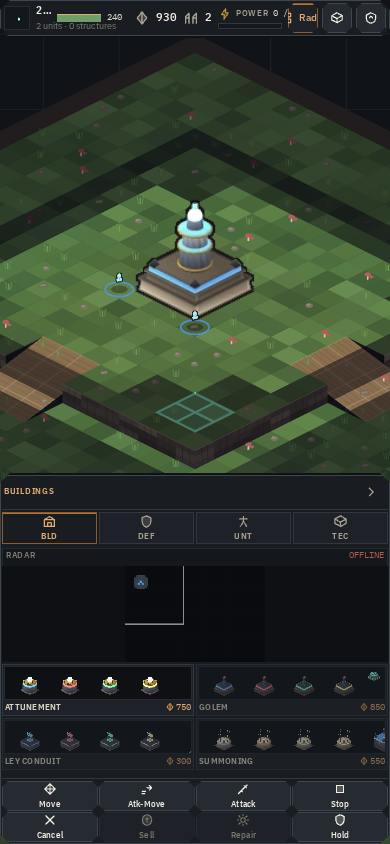 2... 240 930 2 POWER 0 / Rad
2 units · 0 structures
BUILDINGS
BLD DEF UNT TEC
RADAR OFFLINE
ATTUNEMENT 750 GOLEM 850
LEY CONDUIT 300 SUMMONING 550
Move Atk-Move Attack Stop
Cancel Sell Repair Hold